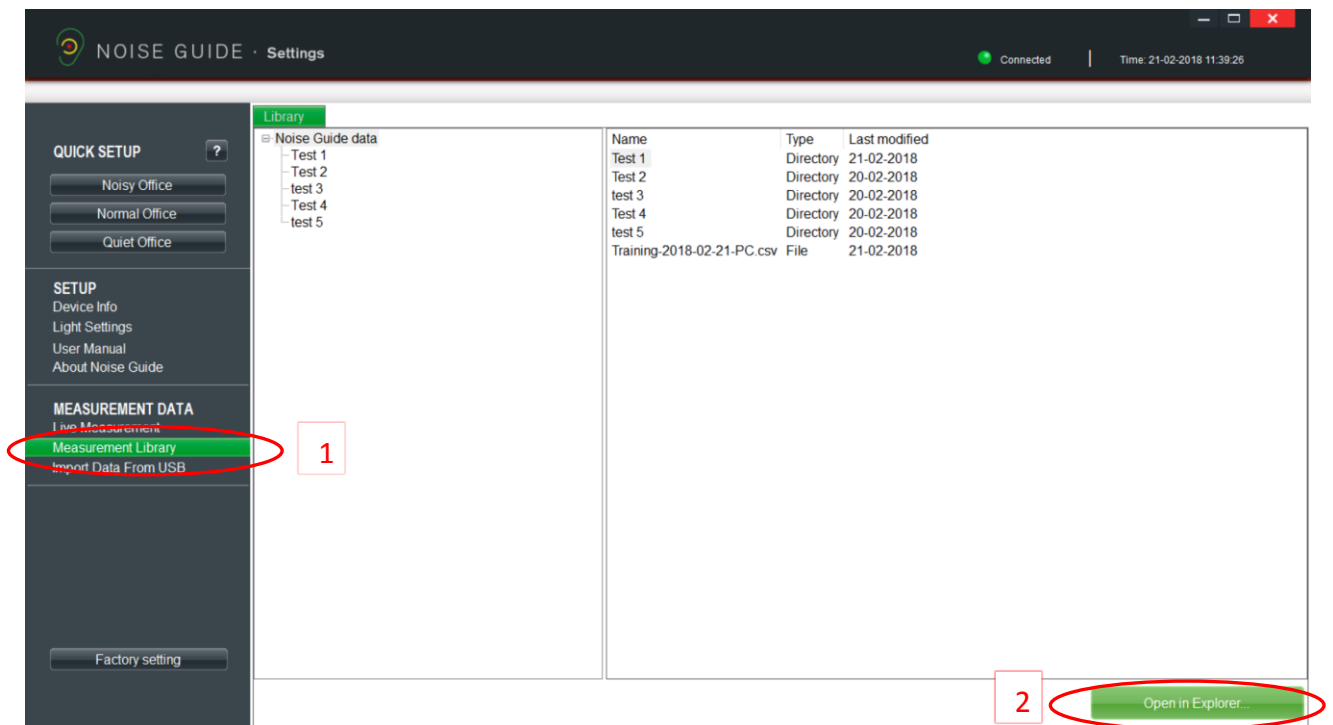 NOISE GUIDE · Settings
Connected | Time: 21-02-2018 11:39:26
QUICK SETUP ?
Noisy Office
Normal Office
Quiet Office
SETUP
Device Info
Light Settings
User Manual
About Noise Guide
MEASUREMENT DATA
Live Measurement
Measurement Library
Import Data From USB
Factory setting
1
Library
Noise Guide data
Test 1
Test 2
test 3
Test 4
test 5
Name Type Last modified
Test 1 Directory 21-02-2018
Test 2 Directory 20-02-2018
test 3 Directory 20-02-2018
Test 4 Directory 20-02-2018
test 5 Directory 20-02-2018
Training-2018-02-21-PC.csv File 21-02-2018
2
Open in Explorer...